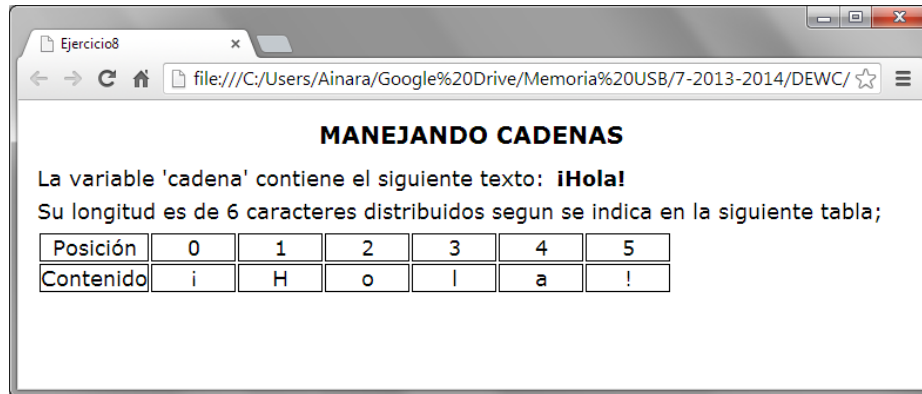 Ejercicio8
file:///C:/Users/Ainara/Google%20Drive/Memoria%20USB/7-2013-2014/DEWC/
MANEJANDO CADENAS
La variable 'cadena' contiene el siguiente texto: ¡Hola!
Su longitud es de 6 caracteres distribuidos segun se indica en la siguiente tabla;
Posición 0 1 2 3 4 5
Contenido ¡ H o l a !